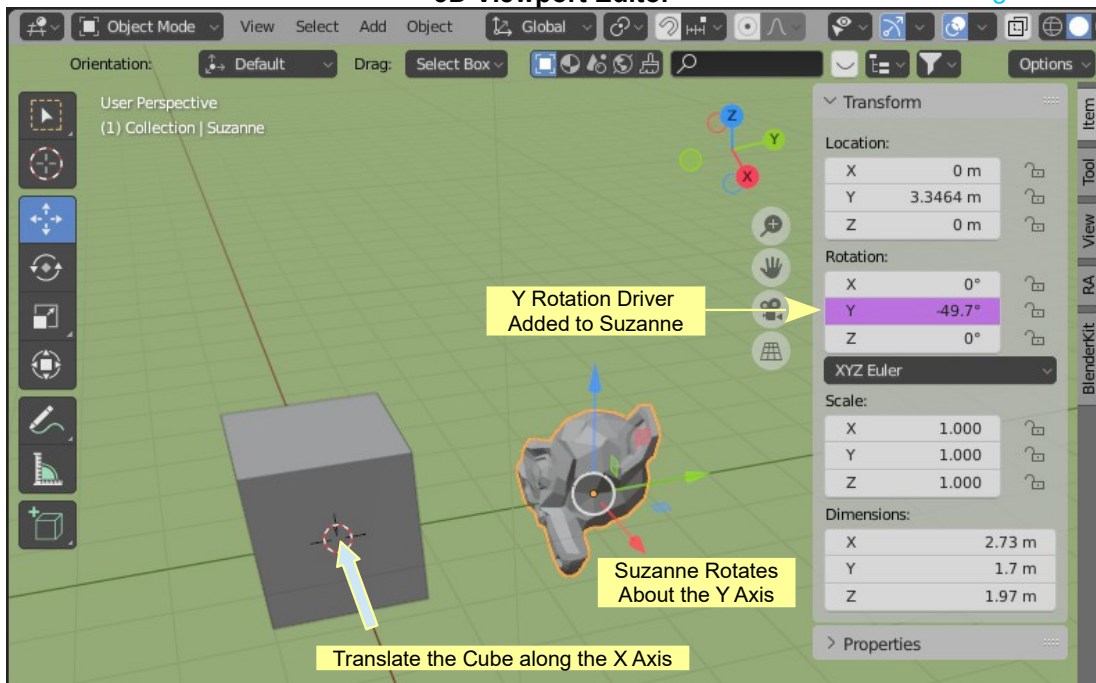 3D Viewport Editor
Object Mode View Select Add Object Global
Orientation: Default Drag: Select Box Options
User Perspective
(1) Collection | Suzanne
Z
Y
X
Transform
Location:
X 0 m
Y 3.3464 m
Z 0 m
Rotation:
X 0°
Y -49.7°
Z 0°
XYZ Euler
Scale:
X 1.000
Y 1.000
Z 1.000
Dimensions:
X 2.73 m
Y 1.7 m
Z 1.97 m
Properties
Item
Tool
View
RA
BlenderKit
Y Rotation Driver
Added to Suzanne
Suzanne Rotates
About the Y Axis
Translate the Cube along the X Axis